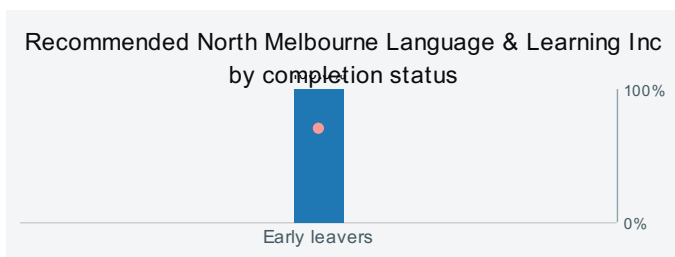 Recommended North Melbourne Language & Learning Inc
by completion status
100%
0%
Early leavers